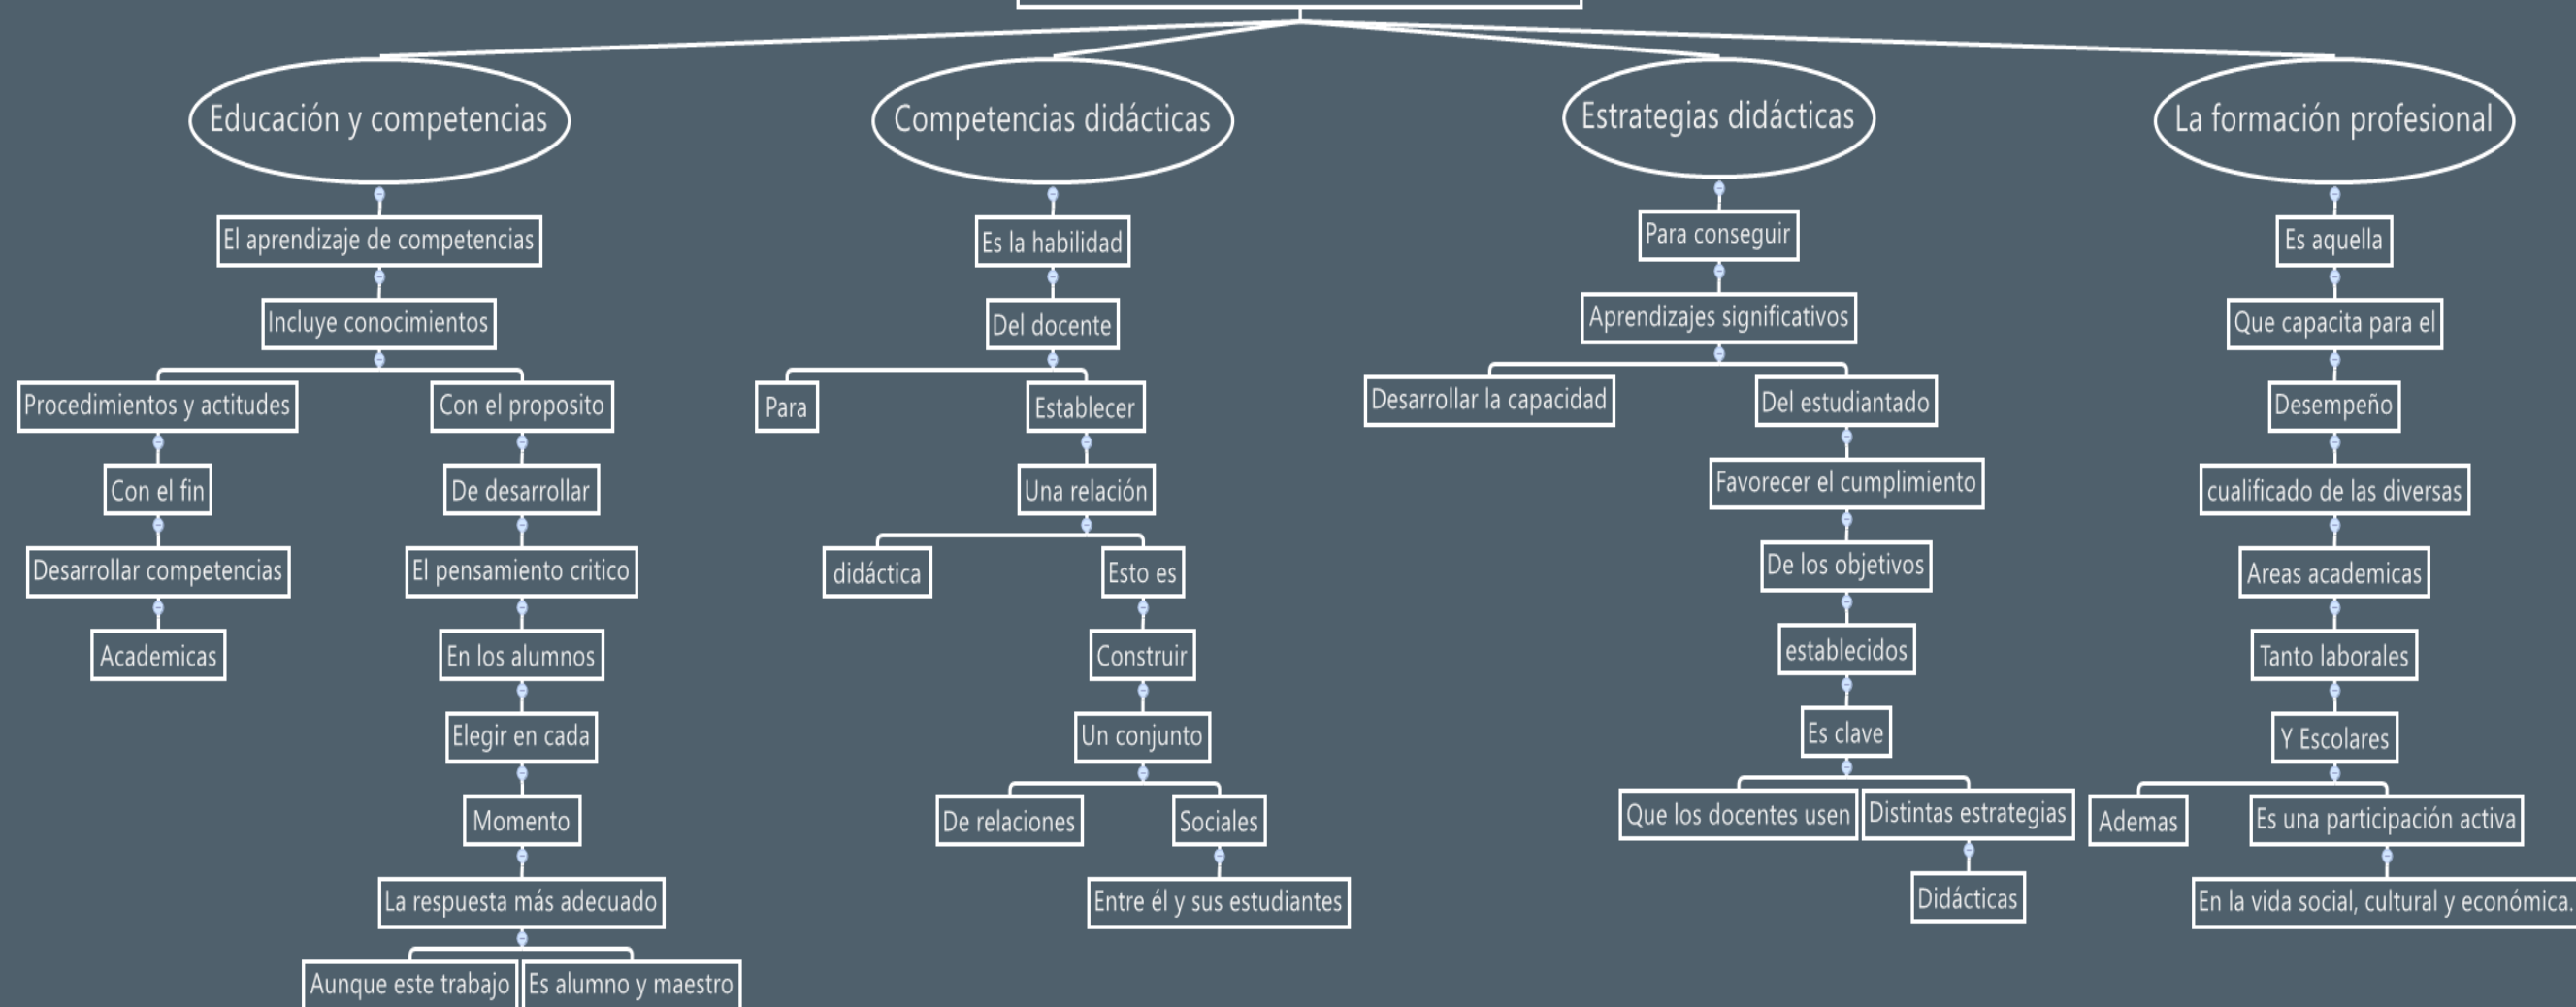 Educación y competencias
El aprendizaje de competencias
Incluye conocimientos
Procedimientos y actitudes
Con el fin
Desarrollar competencias
Academicas
Con el proposito
De desarrollar
El pensamiento critico
En los alumnos
Elegir en cada
Momento
La respuesta más adecuado
Aunque este trabajo
Es alumno y maestro
Competencias didácticas
Es la habilidad
Del docente
Para
Establecer
Una relación
didáctica
Esto es
Construir
Un conjunto
De relaciones
Sociales
Entre él y sus estudiantes
Estrategias didácticas
Para conseguir
Aprendizajes significativos
Desarrollar la capacidad
Del estudiantado
Favorecer el cumplimiento
De los objetivos
establecidos
Es clave
Que los docentes usen
Distintas estrategias
Didácticas
La formación profesional
Es aquella
Que capacita para el
Desempeño
cualificado de las diversas
Areas academicas
Tanto laborales
Y Escolares
Ademas
Es una participación activa
En la vida social, cultural y económica.